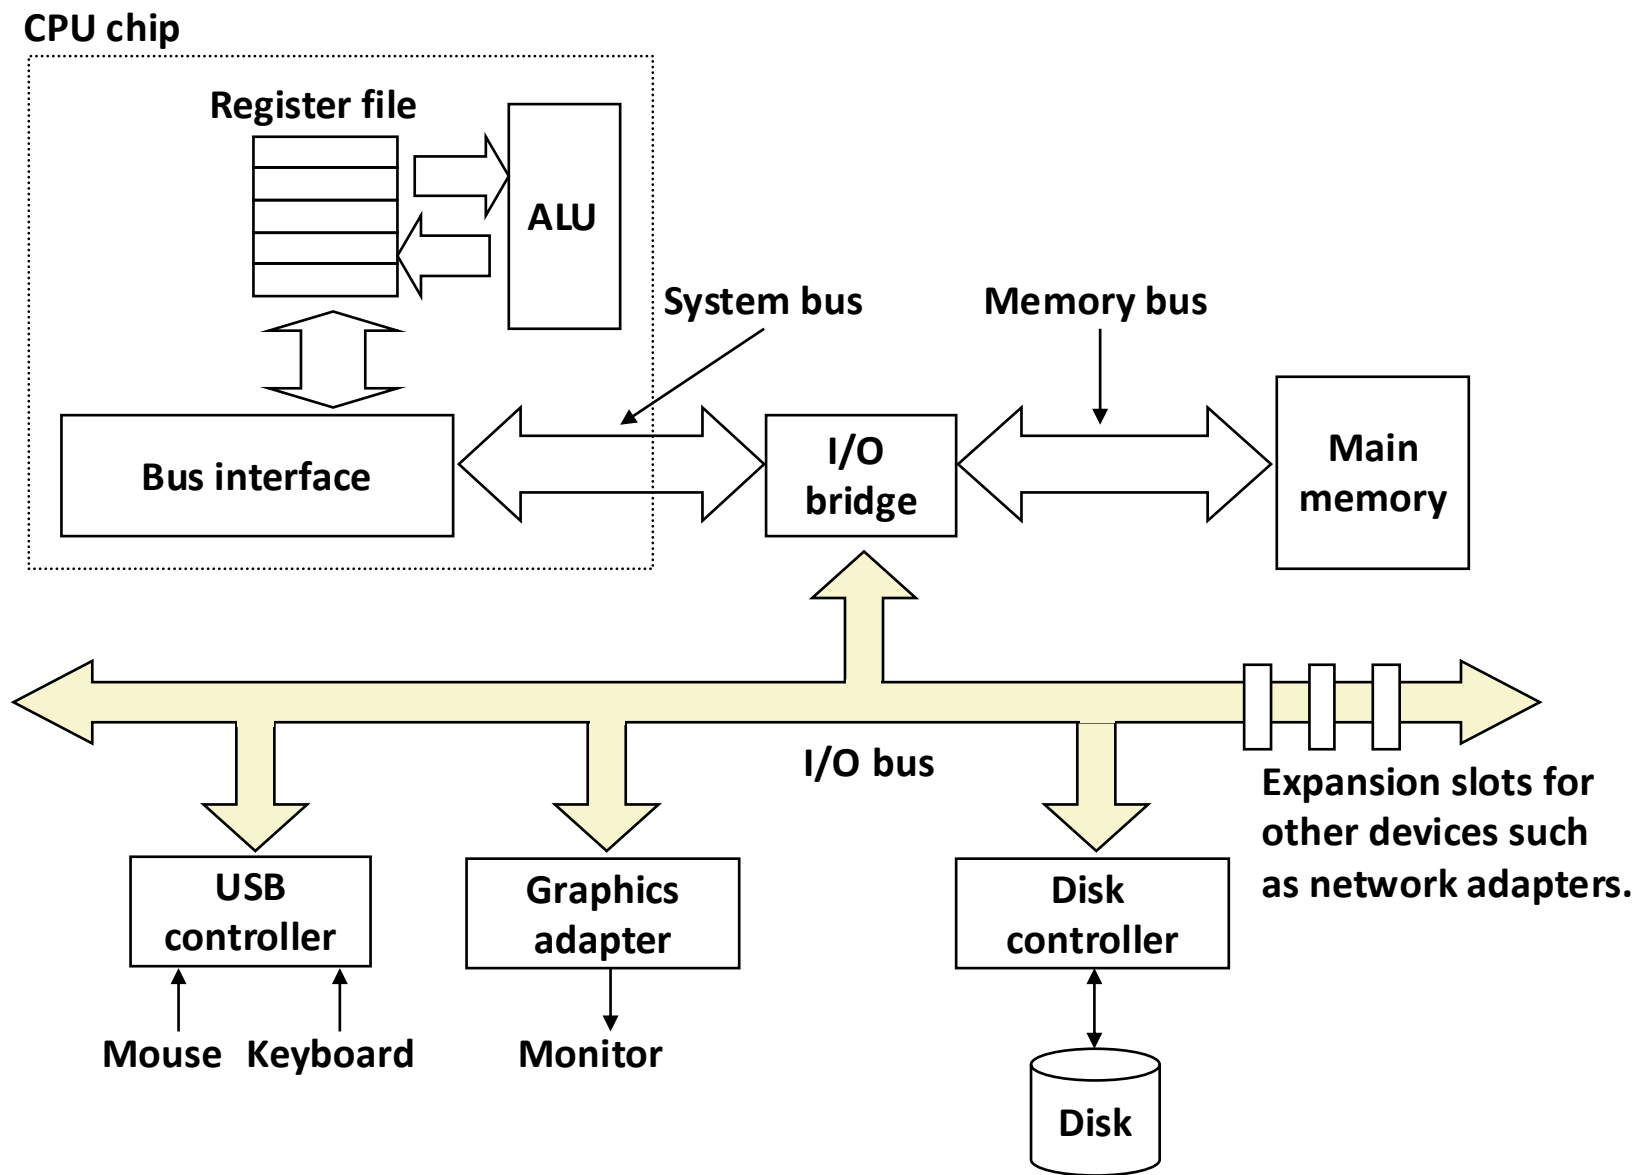 CPU chip
Register file
ALU
System bus
Memory bus
Bus interface
I/O
bridge
Main
memory
I/O bus
Expansion slots for
other devices such
as network adapters.
USB
controller
Graphics
adapter
Disk
controller
Mouse
Keyboard
Monitor
Disk